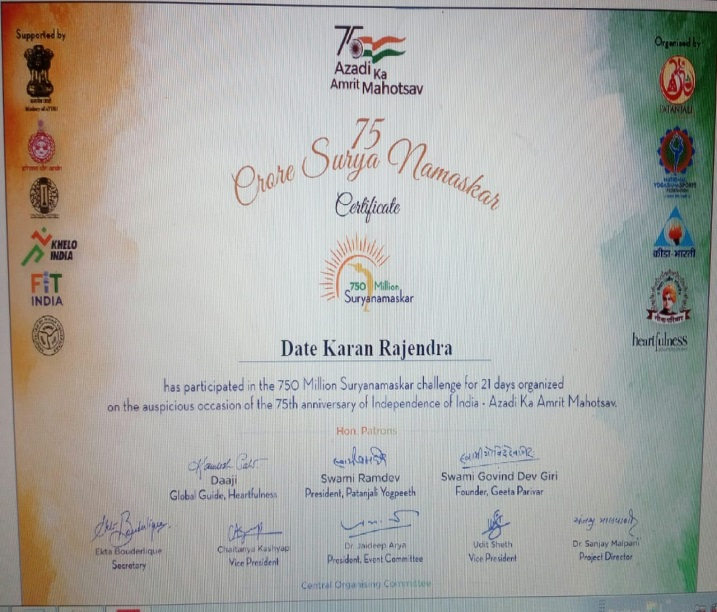 Supported by
Organised by
75
Azadi Ka
Amrit Mahotsav
75
Crore Surya Namaskar
Certificate
750 Million
Suryanamaskar
KHELO
INDIA
FIT
INDIA
PATANJALI
NATIONAL
YOGASANA SPORTS
FEDERATION
क्रीडा-भारती
heartfulness
Date Karan Rajendra
has participated in the 750 Million Suryanamaskar challenge for 21 days organized
on the auspicious occasion of the 75th anniversary of Independence of India - Azadi Ka Amrit Mahotsav.
Hon. Patrons
Daaji
Global Guide, Heartfulness
Swami Ramdev
President, Patanjali Yogpeeth
Swami Govind Dev Giri
Founder, Geeta Parivar
Ekta Bouderlique
Secretary
Chaitanya Kashyap
Vice President
Dr. Jaideep Arya
President, Event Committee
Udit Sheth
Vice President
Dr. Sanjay Malpani
Project Director
Central Organising Committee